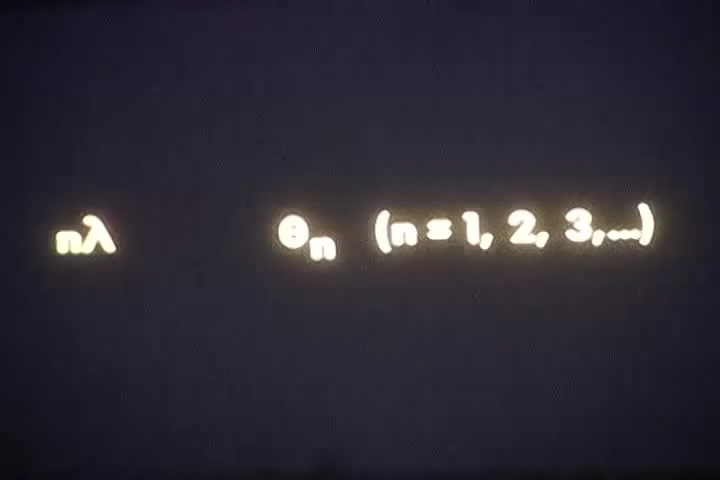 nλ θn (n = 1, 2, 3,...)